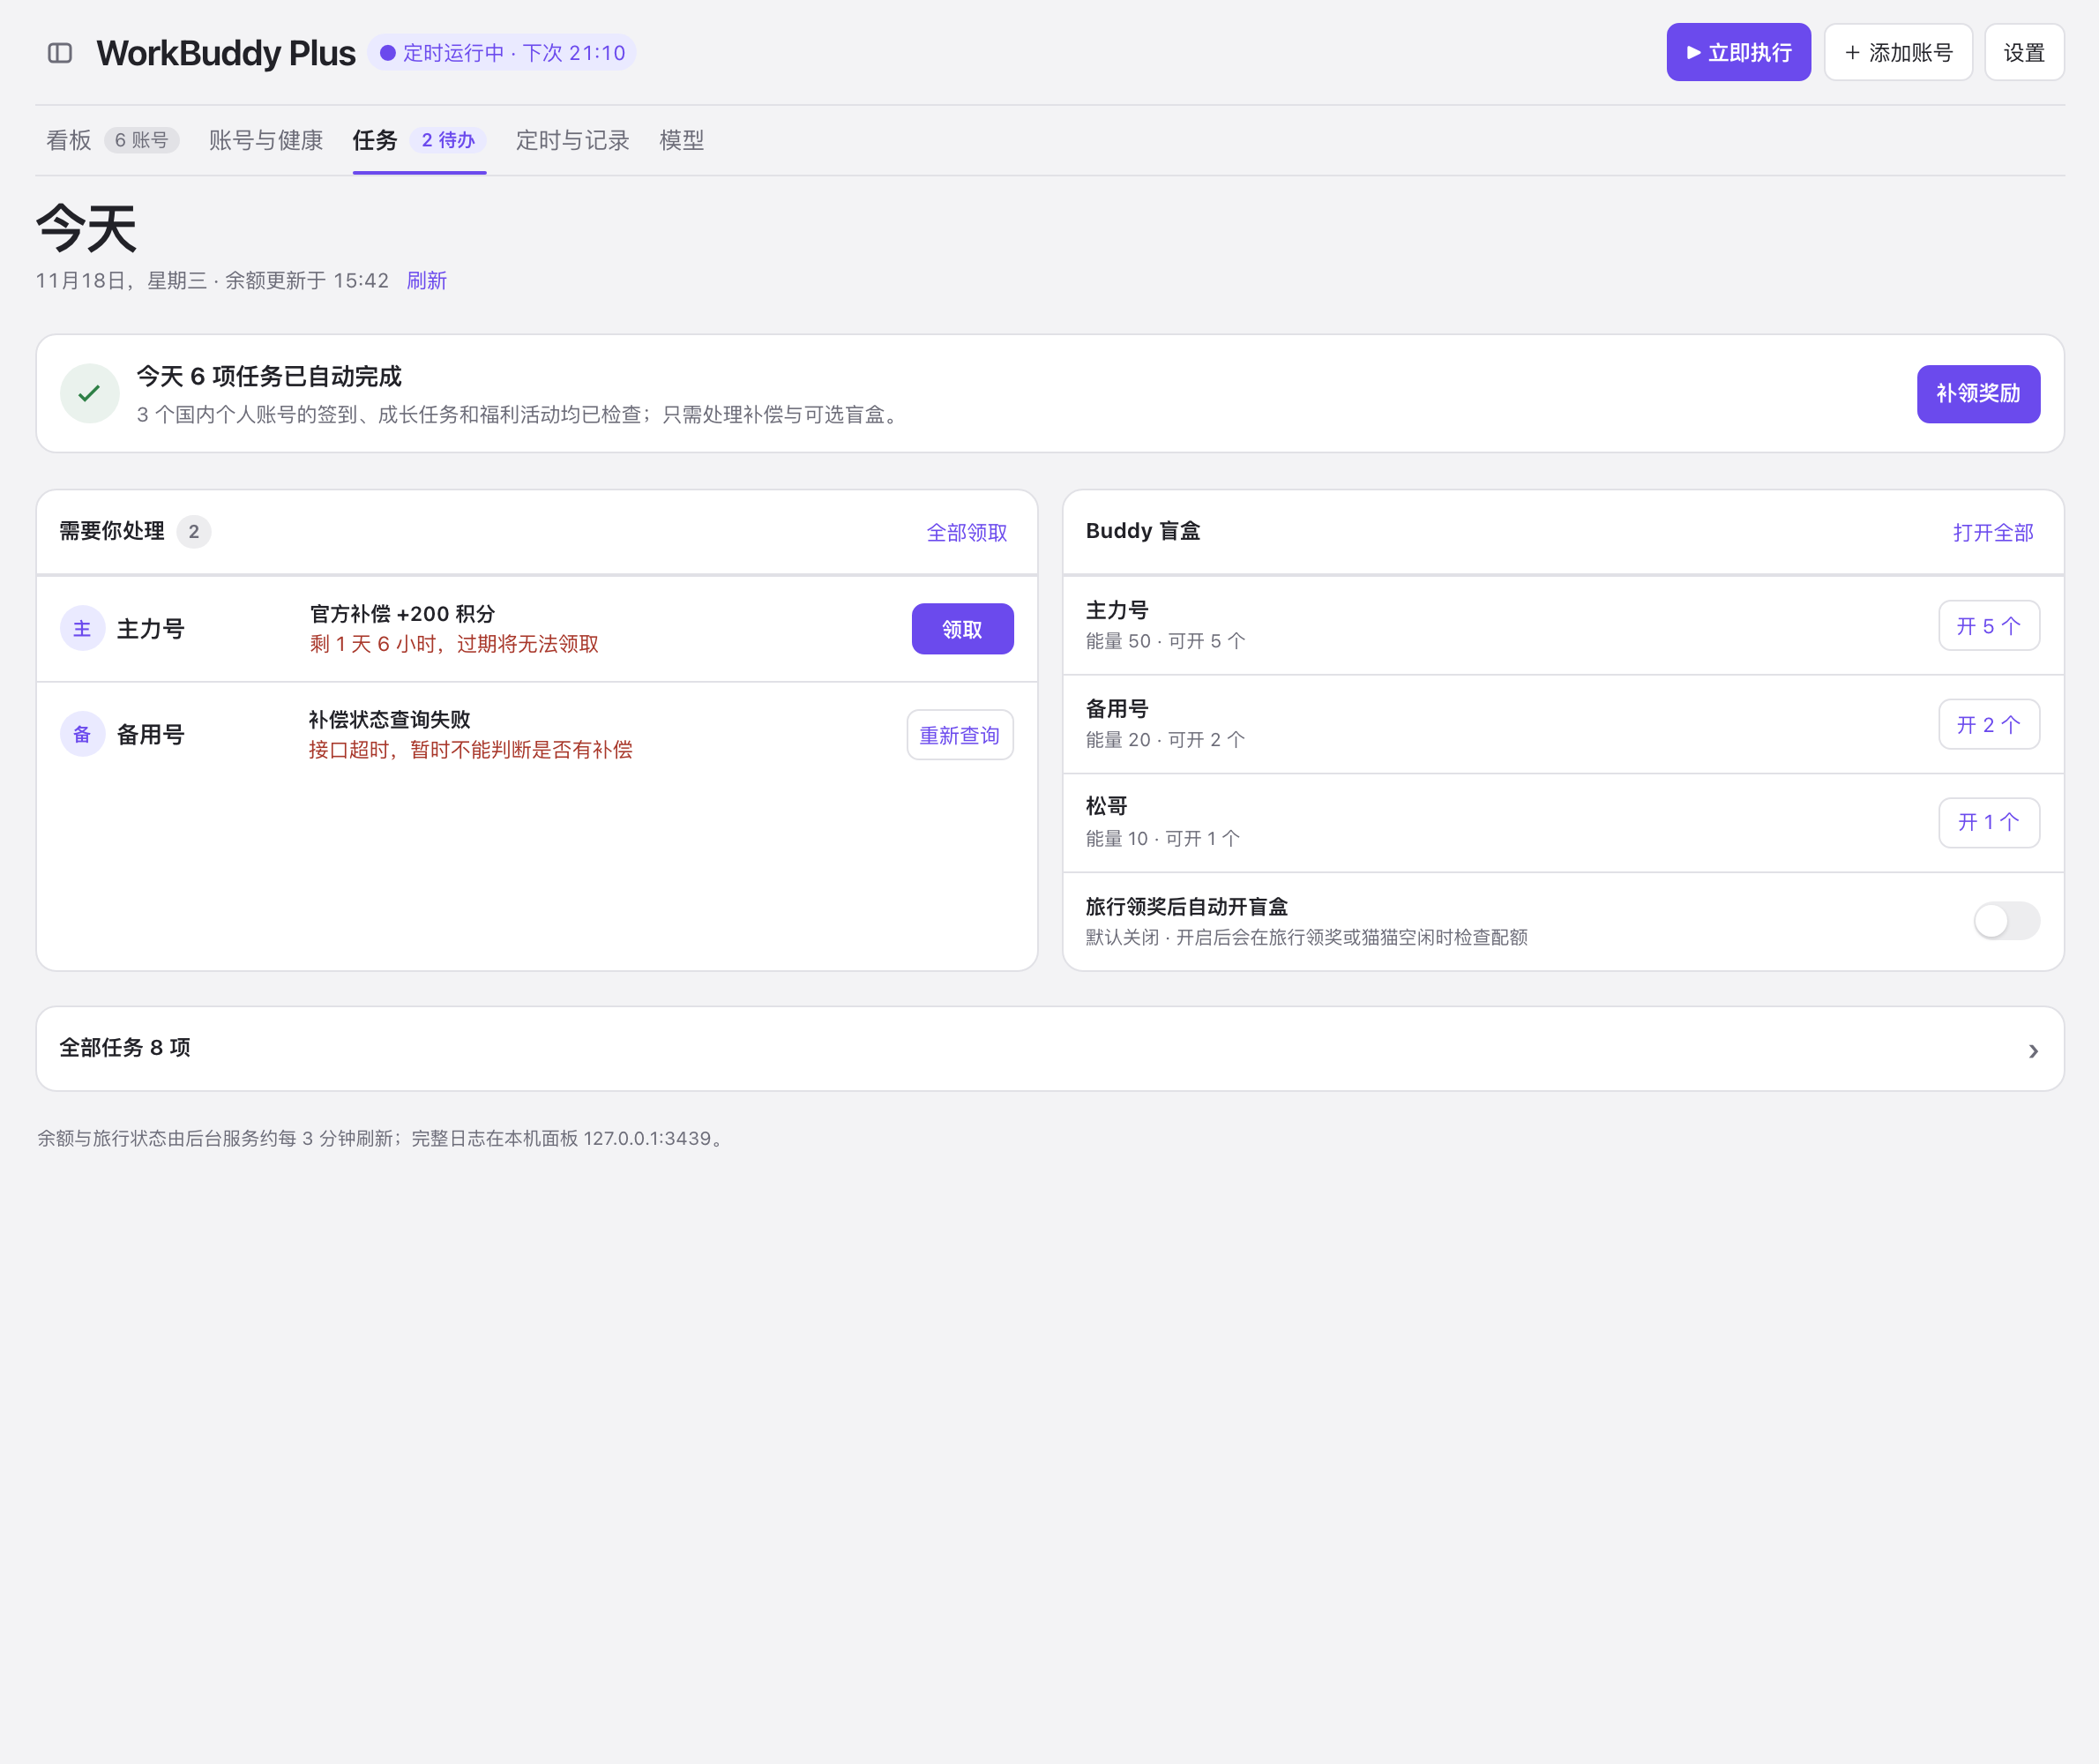 WorkBuddy Plus 定时运行中 · 下次 21:10 立即执行 + 添加账号 设置
看板 6 账号 账号与健康 任务 2 待办 定时与记录 模型
今天
11月18日，星期三 · 余额更新于 15:42 刷新
今天 6 项任务已自动完成
3 个国内个人账号的签到、成长任务和福利活动均已检查；只需处理补偿与可选盲盒。
补领奖励
需要你处理 2 全部领取
主 主力号
官方补偿 +200 积分
剩 1 天 6 小时，过期将无法领取
领取
备 备用号
补偿状态查询失败
接口超时，暂时不能判断是否有补偿
重新查询
Buddy 盲盒 打开全部
主力号
能量 50 · 可开 5 个
开 5 个
备用号
能量 20 · 可开 2 个
开 2 个
松哥
能量 10 · 可开 1 个
开 1 个
旅行领奖后自动开盲盒
默认关闭 · 开启后会在旅行领奖或猫猫空闲时检查配额
全部任务 8 项
余额与旅行状态由后台服务约每 3 分钟刷新；完整日志在本机面板 127.0.0.1:3439。